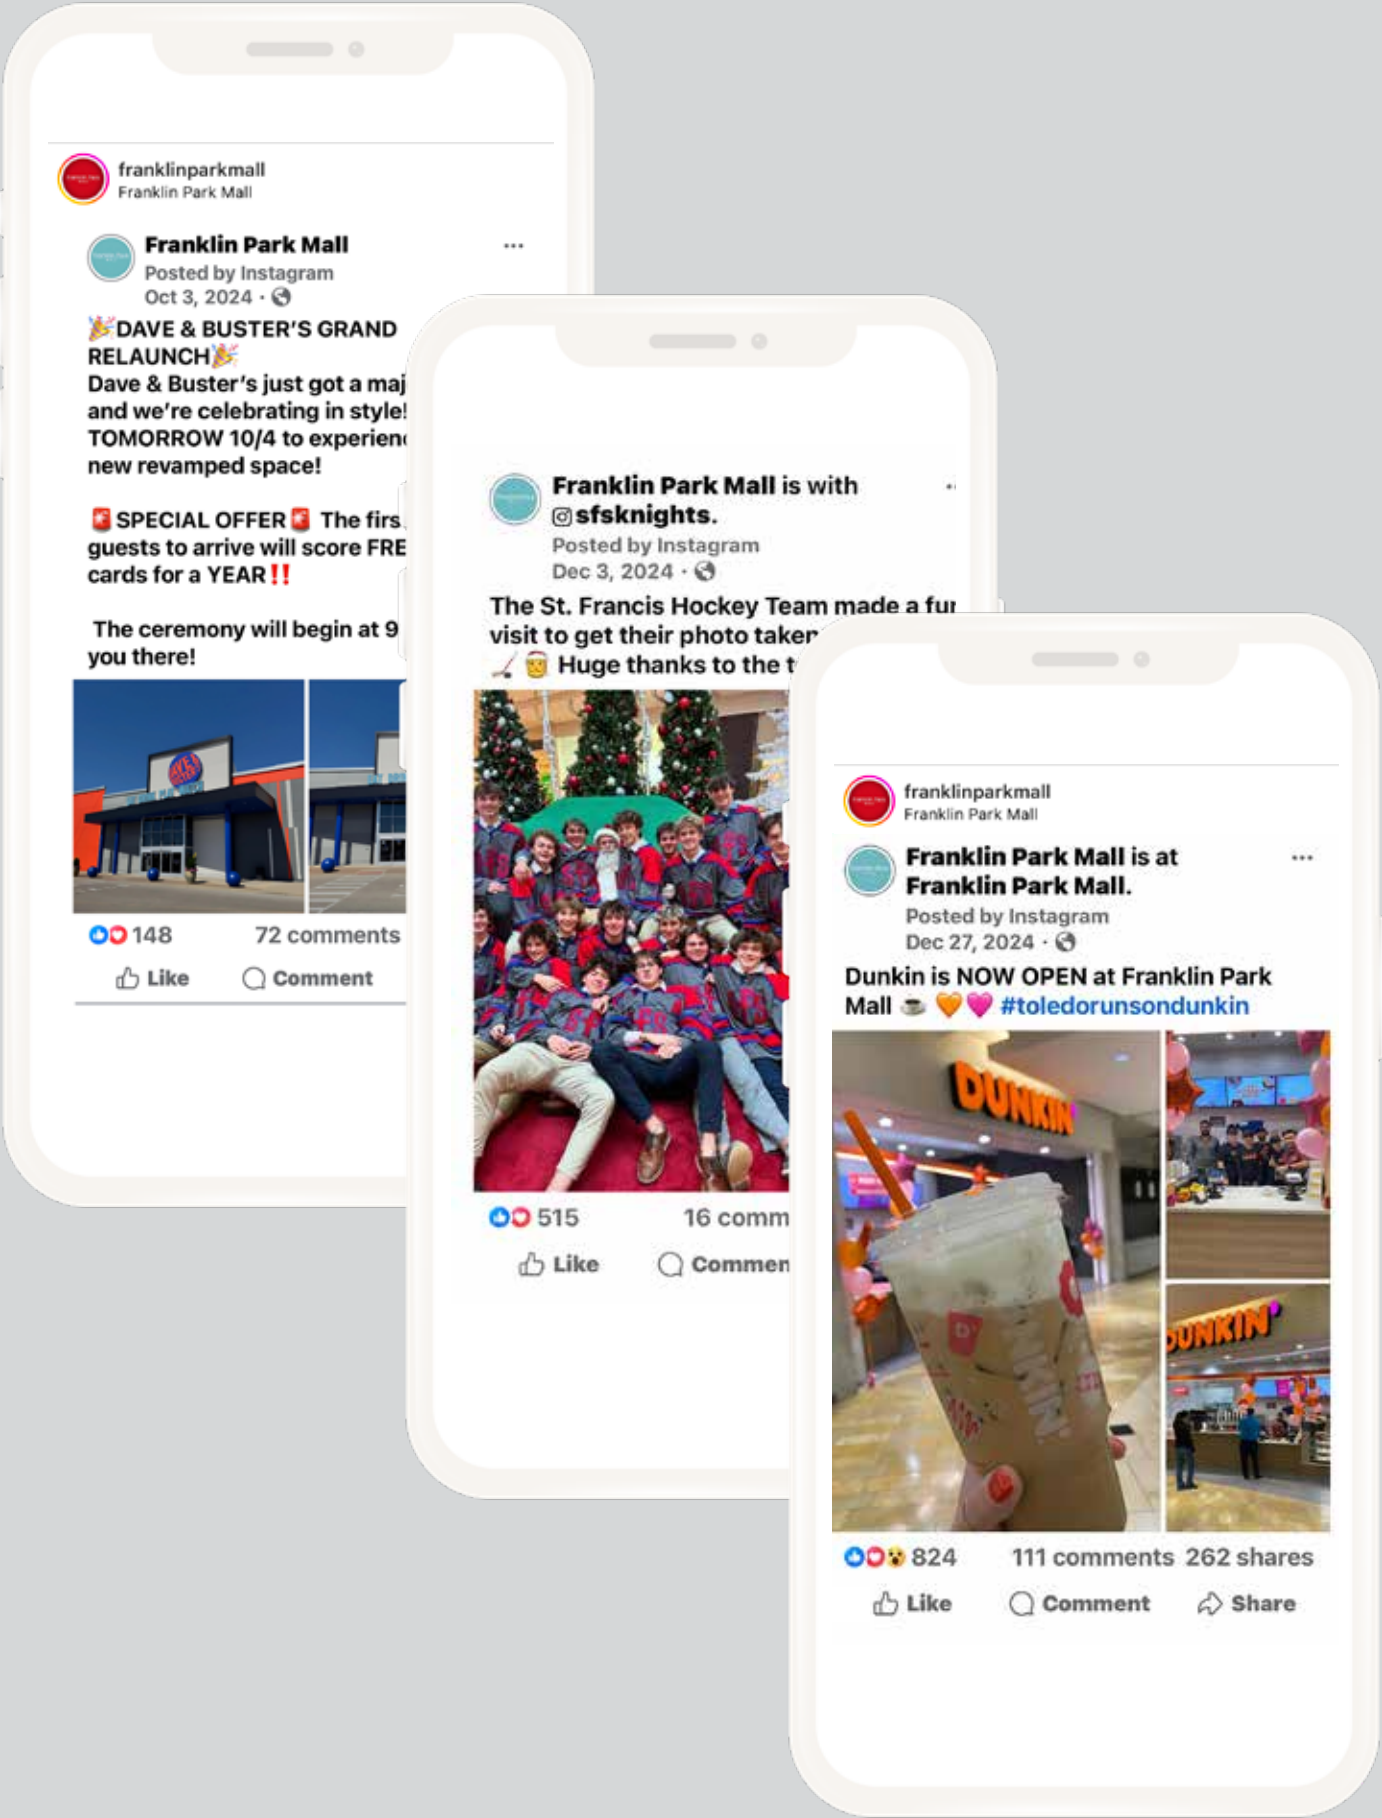 franklinparkmall
Franklin Park Mall
Franklin Park Mall
Posted by Instagram
Oct 3, 2024 ·
🎉DAVE & BUSTER'S GRAND
RELAUNCH🎉
Dave & Buster's just got a maj
and we're celebrating in style!
TOMORROW 10/4 to experienc
new revamped space!
🚨SPECIAL OFFER🚨 The firs
guests to arrive will score FRE
cards for a YEAR‼️
The ceremony will begin at 9
you there!
148 72 comments
Like Comment
Franklin Park Mall is with
sfsknights.
Posted by Instagram
Dec 3, 2024 ·
The St. Francis Hockey Team made a fun
visit to get their photo taken
🏒 🎅 Huge thanks to the t
515 16 comm
Like Commen
franklinparkmall
Franklin Park Mall
Franklin Park Mall is at
Franklin Park Mall.
Posted by Instagram
Dec 27, 2024 ·
Dunkin is NOW OPEN at Franklin Park
Mall ☕ 🧡💗 #toledorunsondunkin
DUNKIN'
DUNKIN'
824 111 comments 262 shares
Like Comment Share